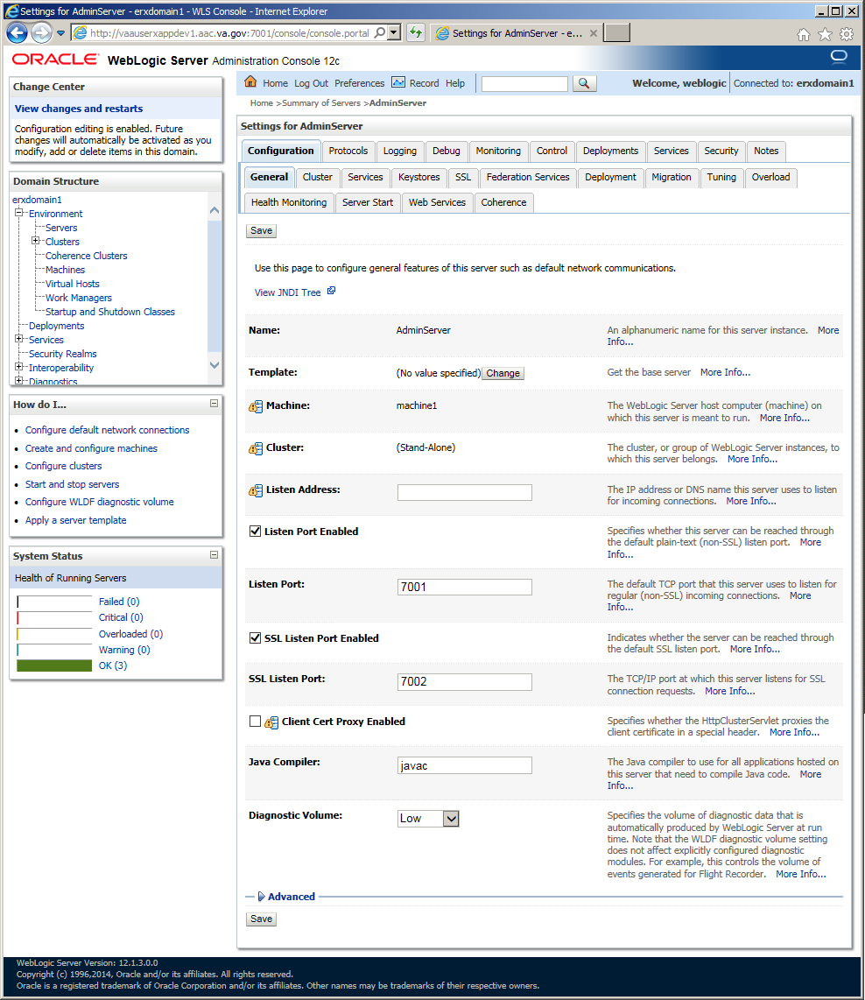 Settings for AdminServer - erxdomain1 - WLS Console - Internet Explorer
http://vaauserxappdev1.aac.va.gov:7001/console/console.portal
Settings for AdminServer - e...
ORACLE WebLogic Server Administration Console 12c
Change Center
View changes and restarts
Configuration editing is enabled. Future
changes will automatically be activated as you
modify, add or delete items in this domain.
Domain Structure
erxdomain1
Environment
Servers
Clusters
Coherence Clusters
Machines
Virtual Hosts
Work Managers
Startup and Shutdown Classes
Deployments
Services
Security Realms
Interoperability
Diagnostics
How do I...
Configure default network connections
Create and configure machines
Configure clusters
Start and stop servers
Configure WLDF diagnostic volume
Apply a server template
System Status
Health of Running Servers
Failed (0)
Critical (0)
Overloaded (0)
Warning (0)
OK (3)
Home Log Out Preferences Record Help
Welcome, weblogic Connected to: erxdomain1
Home >Summary of Servers >AdminServer
Settings for AdminServer
Configuration Protocols Logging Debug Monitoring Control Deployments Services Security Notes
General Cluster Services Keystores SSL Federation Services Deployment Migration Tuning Overload
Health Monitoring Server Start Web Services Coherence
Save
Use this page to configure general features of this server such as default network communications.
View JNDI Tree
Name: AdminServer An alphanumeric name for this server instance. More
Info...
Template: (No value specified) Change Get the base server More Info...
Machine: machine1 The WebLogic Server host computer (machine) on
which this server is meant to run. More Info...
Cluster: (Stand-Alone) The cluster, or group of WebLogic Server instances, to
which this server belongs. More Info...
Listen Address: The IP address or DNS name this server uses to listen
for incoming connections. More Info...
Listen Port Enabled Specifies whether this server can be reached through
the default plain-text (non-SSL) listen port. More
Info...
Listen Port: 7001 The default TCP port that this server uses to listen for
regular (non-SSL) incoming connections. More
Info...
SSL Listen Port Enabled Indicates whether the server can be reached through
the default SSL listen port. More Info...
SSL Listen Port: 7002 The TCP/IP port at which this server listens for SSL
connection requests. More Info...
Client Cert Proxy Enabled Specifies whether the HttpClusterServlet proxies the
client certificate in a special header. More Info...
Java Compiler: javac The Java compiler to use for all applications hosted on
this server that need to compile Java code. More
Info...
Diagnostic Volume: Low Specifies the volume of diagnostic data that is
automatically produced by WebLogic Server at run
time. Note that the WLDF diagnostic volume setting
does not affect explicitly configured diagnostic
modules. For example, this controls the volume of
events generated for Flight Recorder. More Info...
Advanced
Save
WebLogic Server Version: 12.1.3.0.0
Copyright (c) 1996,2014, Oracle and/or its affiliates. All rights reserved.
Oracle is a registered trademark of Oracle Corporation and/or its affiliates. Other names may be trademarks of their respective owners.